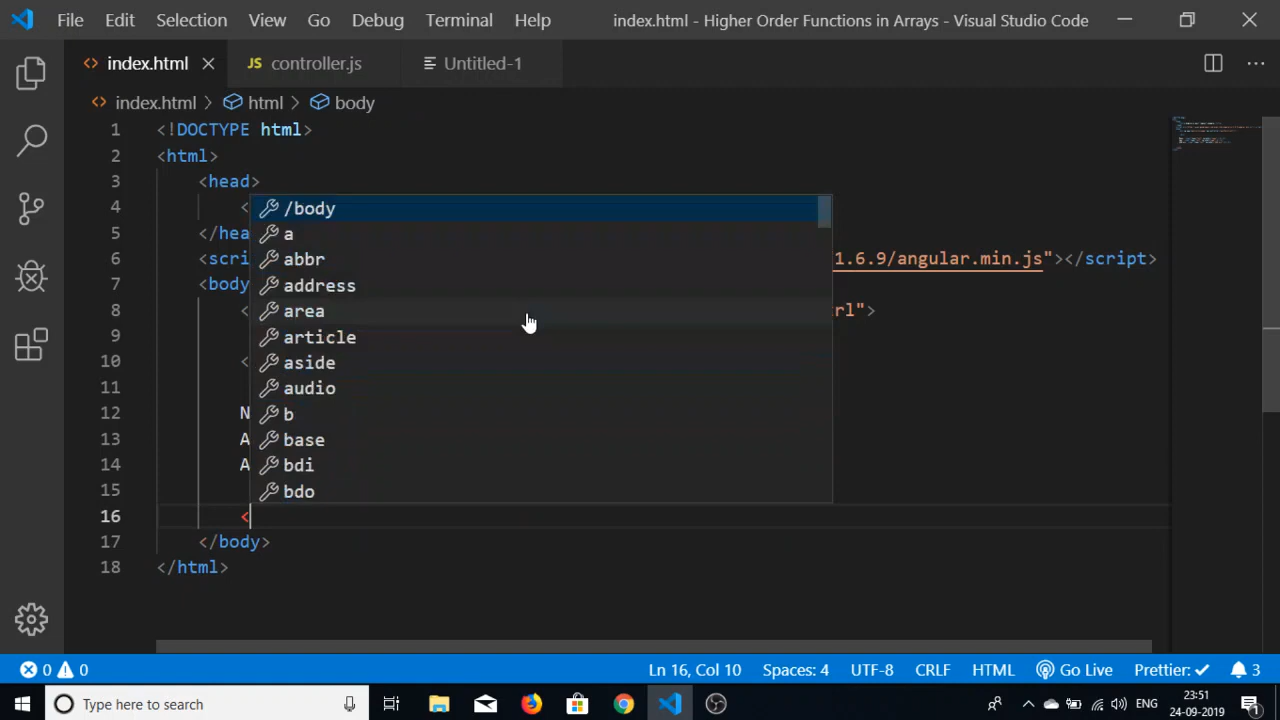 File Edit Selection View Go Debug Terminal Help index.html - Higher Order Functions in Arrays - Visual Studio Code
index.html controller.js Untitled-1
index.html > html > body
1 <!DOCTYPE html>
2 <html>
3 <head>
4 <
/body
5 </hea
a
6 <scri 1.6.9/angular.min.js"></script>
abbr
7 <body
address
8 < rl">
area
9
article
10 <
aside
11
audio
12 N
b
13 A
base
14 A
bdi
15
bdo
16 <
17 </body>
18 </html>
0 0 Ln 16, Col 10 Spaces: 4 UTF-8 CRLF HTML Go Live Prettier: ✓ 3
Type here to search ENG 23:51
24-09-2019 1